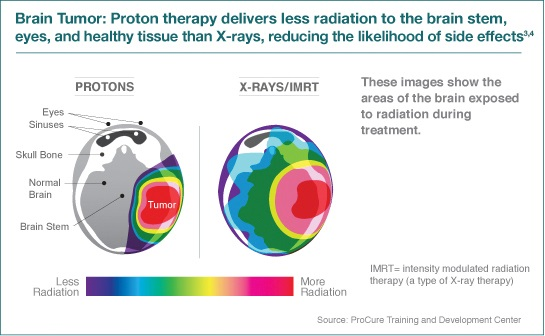 Brain Tumor: Proton therapy delivers less radiation to the brain stem,
eyes, and healthy tissue than X-rays, reducing the likelihood of side effects3,4
PROTONS
X-RAYS/IMRT
Eyes
Sinuses
Skull Bone
Normal
Brain
Brain Stem
Tumor
These images show the
areas of the brain exposed
to radiation during
treatment.
Less
Radiation
More
Radiation
IMRT= intensity modulated radiation
therapy (a type of X-ray therapy)
Source: ProCure Training and Development Center